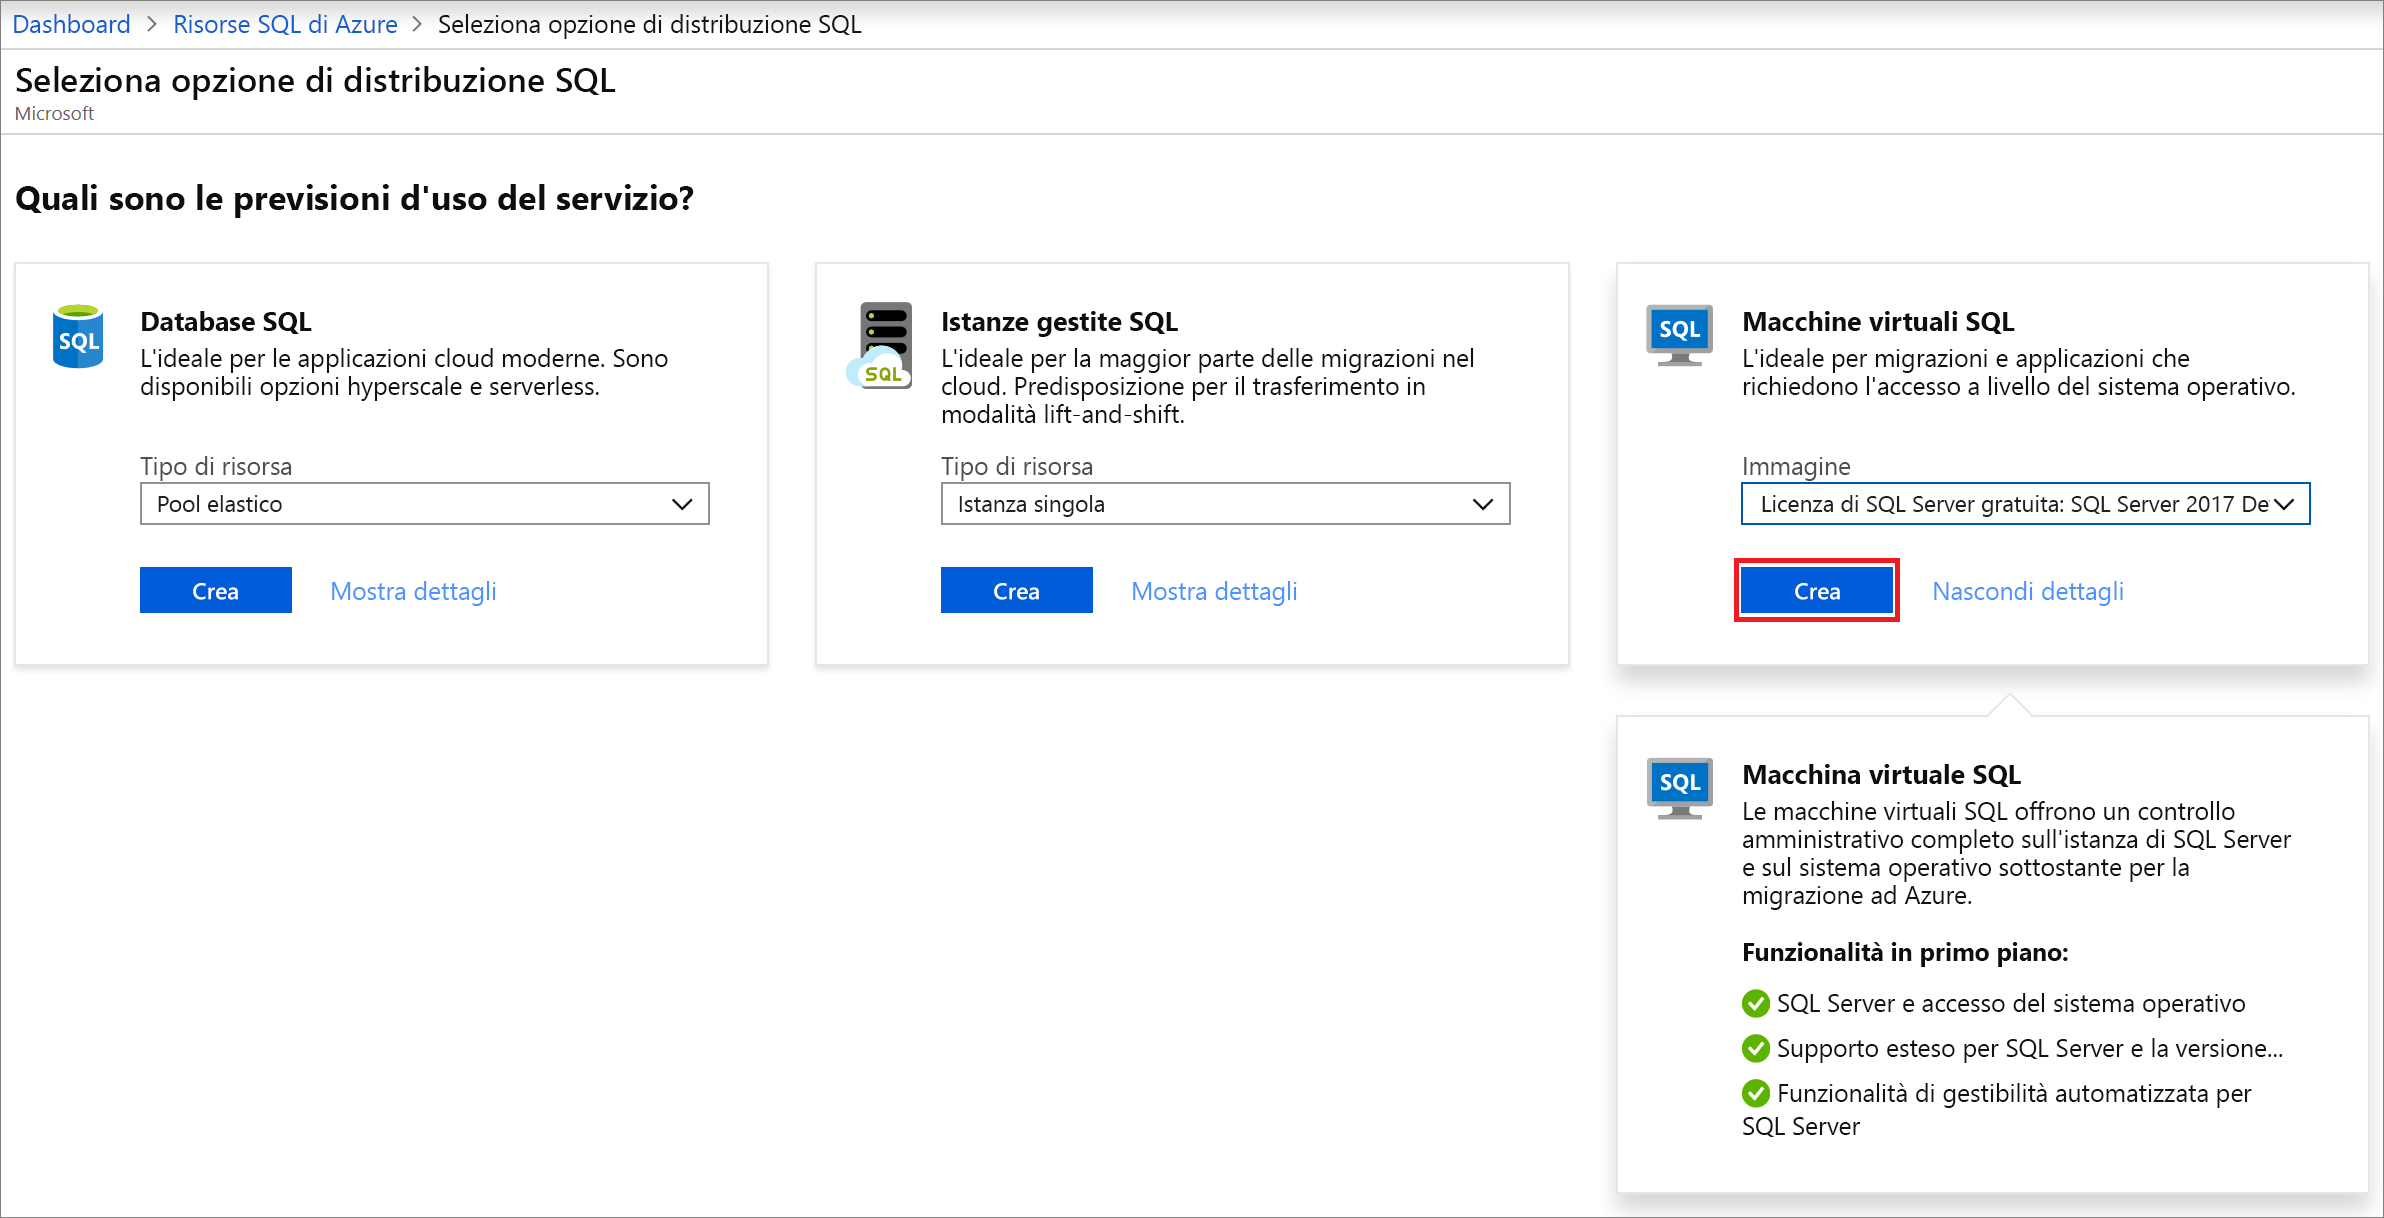 Dashboard > Risorse SQL di Azure > Seleziona opzione di distribuzione SQL
Seleziona opzione di distribuzione SQL
Microsoft
Quali sono le previsioni d'uso del servizio?
SQL
Database SQL
L'ideale per le applicazioni cloud moderne. Sono
disponibili opzioni hyperscale e serverless.
Tipo di risorsa
Pool elastico
Crea
Mostra dettagli
SQL
Istanze gestite SQL
L'ideale per la maggior parte delle migrazioni nel
cloud. Predisposizione per il trasferimento in
modalità lift-and-shift.
Tipo di risorsa
Istanza singola
Crea
Mostra dettagli
SQL
Macchine virtuali SQL
L'ideale per migrazioni e applicazioni che
richiedono l'accesso a livello del sistema operativo.
Immagine
Licenza di SQL Server gratuita: SQL Server 2017 De
Crea
Nascondi dettagli
SQL
Macchina virtuale SQL
Le macchine virtuali SQL offrono un controllo
amministrativo completo sull'istanza di SQL Server
e sul sistema operativo sottostante per la
migrazione ad Azure.
Funzionalità in primo piano:
SQL Server e accesso del sistema operativo
Supporto esteso per SQL Server e la versione...
Funzionalità di gestibilità automatizzata per
SQL Server